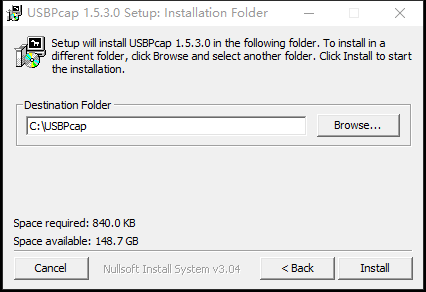 USBPcap 1.5.3.0 Setup: Installation Folder
Setup will install USBPcap 1.5.3.0 in the following folder. To install in a
different folder, click Browse and select another folder. Click Install to start
the installation.
Destination Folder
C:\USBPcap
Browse...
Space required: 840.0 KB
Space available: 148.7 GB
Cancel
Nullsoft Install System v3.04
< Back
Install